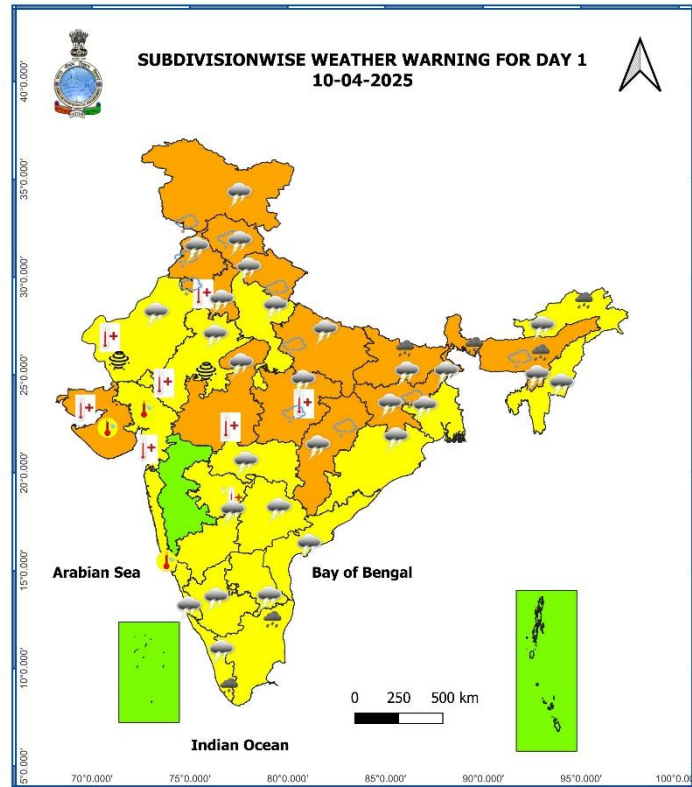 SUBDIVISIONWISE WEATHER WARNING FOR DAY 1
10-04-2025
40°0.000'
35°0.000'
30°0.000'
25°0.000'
20°0.000'
15°0.000'
10°0.000'
5°0.000'
Arabian Sea
Bay of Bengal
0 250 500 km
Indian Ocean
70°0.000' 75°0.000' 80°0.000' 85°0.000' 90°0.000' 95°0.000' 100°0.000'